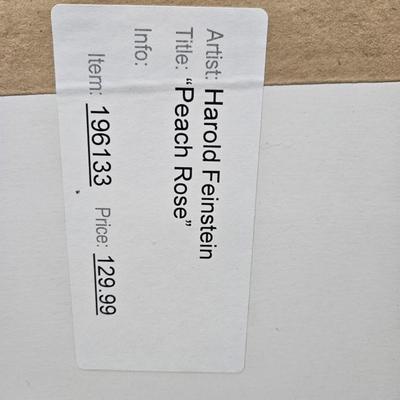 Artist: Harold Feinstein
Title: “Peach Rose”
Info:
Item: 196133 Price: 129.99